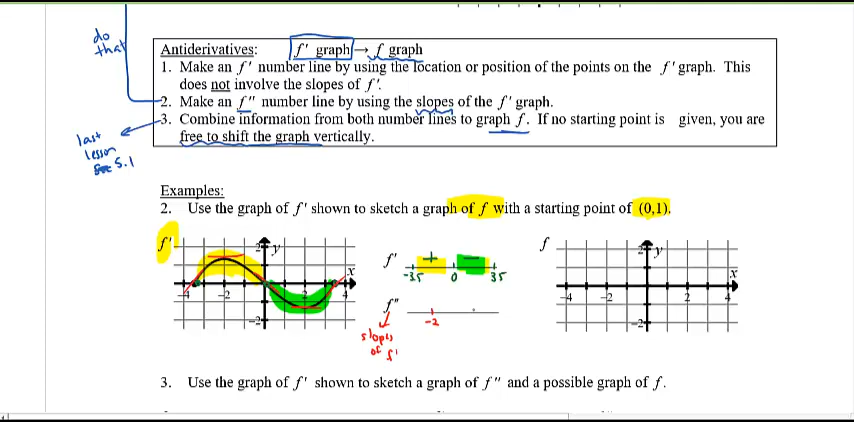 do
that
Antiderivatives: f' graph → f graph
1. Make an f' number line by using the location or position of the points on the f' graph. This
does not involve the slopes of f'.
2. Make an f" number line by using the slopes of the f' graph.
3. Combine information from both number lines to graph f. If no starting point is given, you are
free to shift the graph vertically.
last
lesson
5.1
Examples:
2. Use the graph of f' shown to sketch a graph of f with a starting point of (0,1).
f'
y
x
-4 -2 2 4
-2
f' + −
-3.5 0 3.5
f"
-2
slopes
of f'
f
y
x
-4 -2 2 4
-2
3. Use the graph of f' shown to sketch a graph of f" and a possible graph of f.